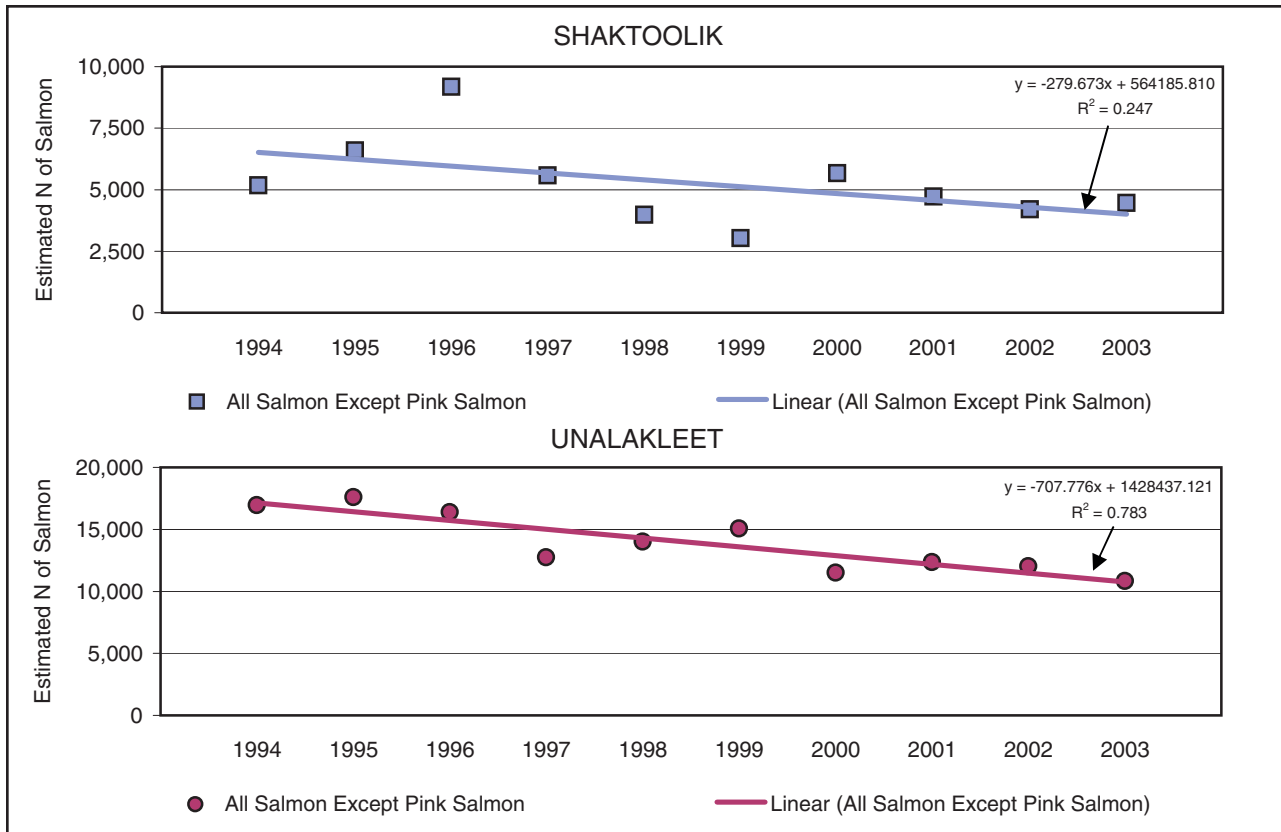 SHAKTOOLIK
Estimated N of Salmon
10,000
7,500
5,000
2,500
0
y = -279.673x + 564185.810
R² = 0.247
1994 1995 1996 1997 1998 1999 2000 2001 2002 2003
All Salmon Except Pink Salmon Linear (All Salmon Except Pink Salmon)
UNALAKLEET
Estimated N of Salmon
20,000
15,000
10,000
5,000
0
y = -707.776x + 1428437.121
R² = 0.783
1994 1995 1996 1997 1998 1999 2000 2001 2002 2003
All Salmon Except Pink Salmon Linear (All Salmon Except Pink Salmon)